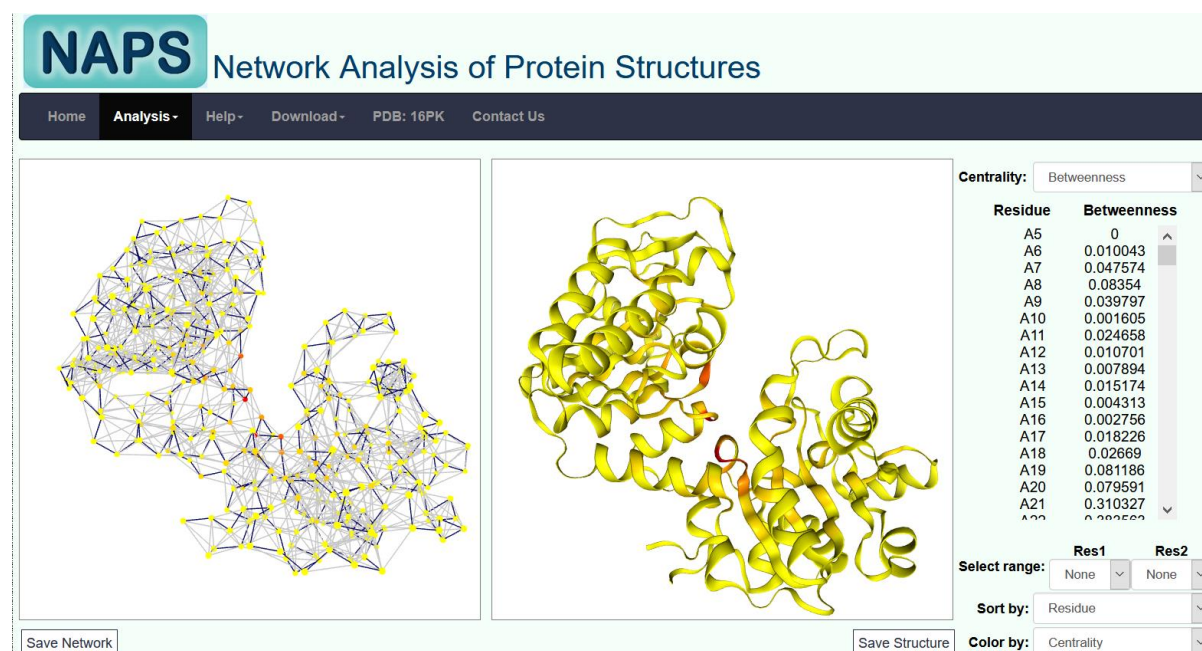 NAPS Network Analysis of Protein Structures
Home Analysis Help Download PDB: 16PK Contact Us
Centrality: Betweenness
Residue Betweenness
A5 0
A6 0.010043
A7 0.047574
A8 0.08354
A9 0.039797
A10 0.001605
A11 0.024658
A12 0.010701
A13 0.007894
A14 0.015174
A15 0.004313
A16 0.002756
A17 0.018226
A18 0.02669
A19 0.081186
A20 0.079591
A21 0.310327
Res1 Res2
Select range: None None
Sort by: Residue
Save Network Save Structure Color by: Centrality